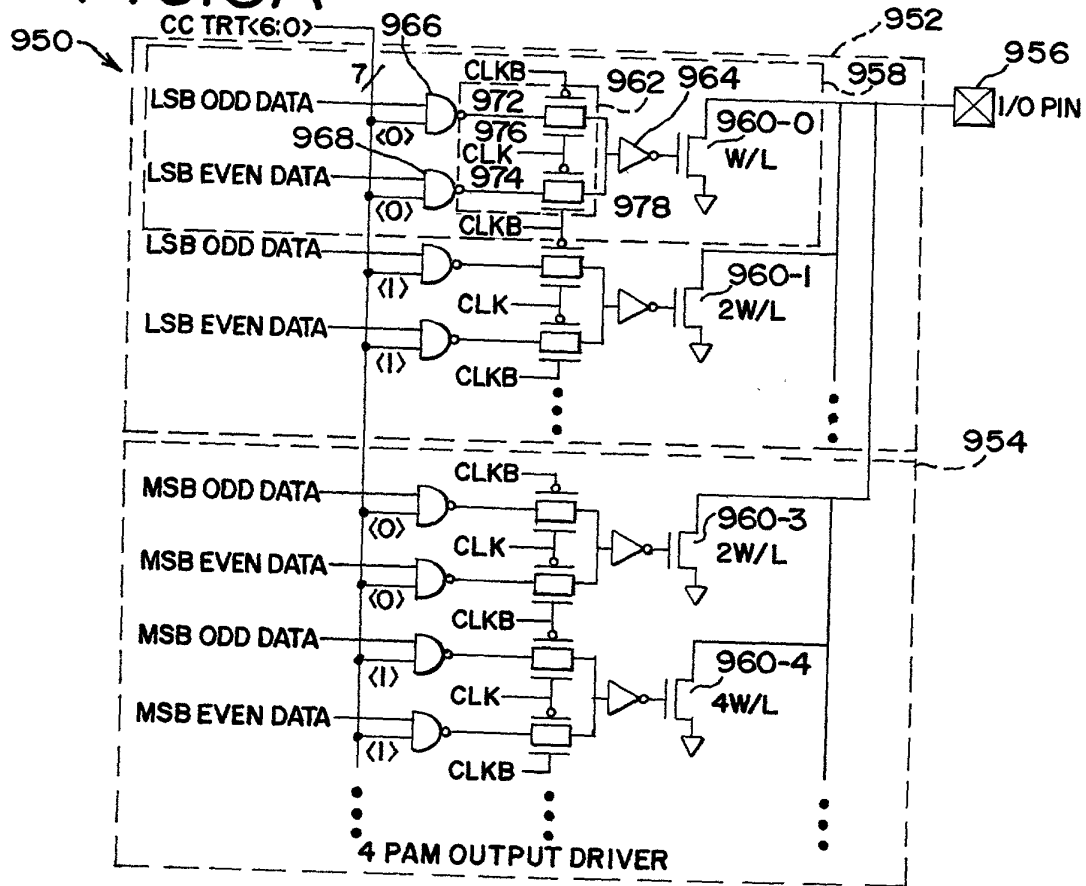 CC TRT<6:0>
966
952
950
7
CLKB
962
964
958
956
LSB ODD DATA
972
I/O PIN
<0>
976
960-0
968
CLK
W/L
LSB EVEN DATA
974
<0>
978
CLKB
LSB ODD DATA
960-1
<1>
2W/L
CLK
LSB EVEN DATA
<1>
CLKB
954
CLKB
MSB ODD DATA
960-3
<0>
CLK
2W/L
MSB EVEN DATA
<0>
CLKB
MSB ODD DATA
960-4
<1>
CLK
4W/L
MSB EVEN DATA
<1>
CLKB
4 PAM OUTPUT DRIVER